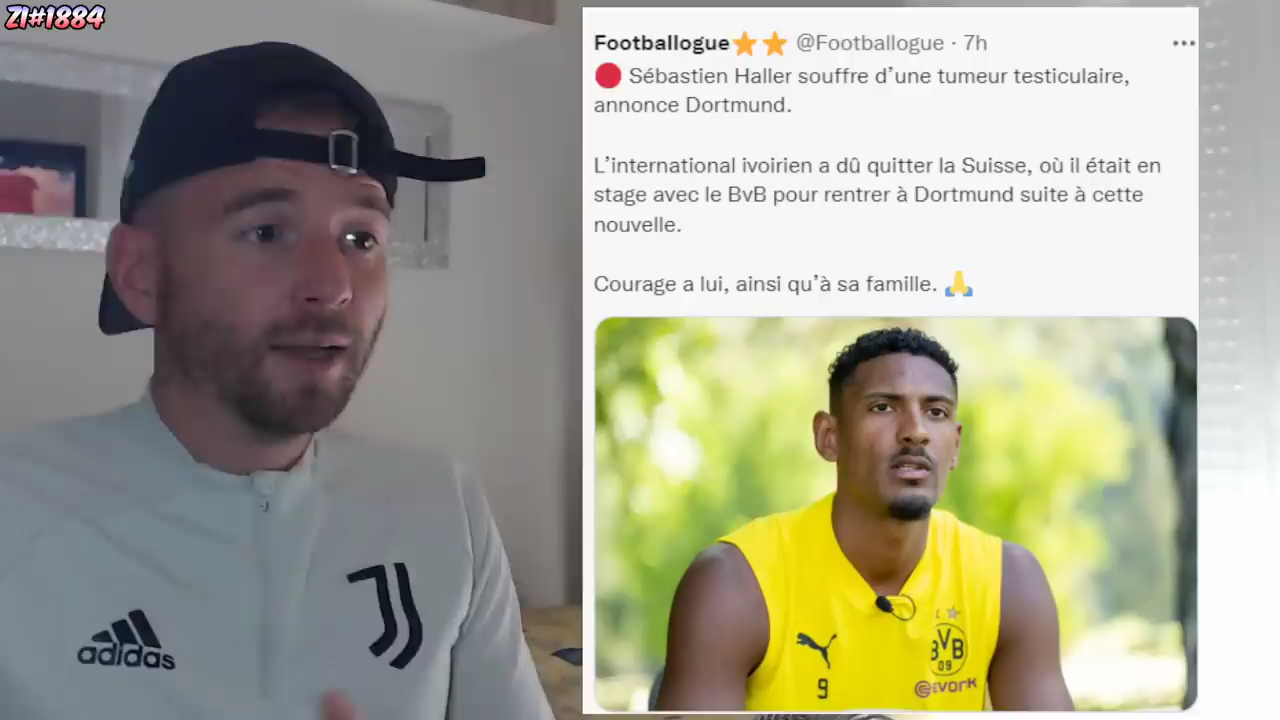 ZI#1884
Footballogue⭐⭐ @Footballogue · 7h
🔴 Sébastien Haller souffre d’une tumeur testiculaire,
annonce Dortmund.
L’international ivoirien a dû quitter la Suisse, où il était en
stage avec le BvB pour rentrer à Dortmund suite à cette
nouvelle.
Courage a lui, ainsi qu’à sa famille. 🙏
adidas
BVB
09
9
EVORK